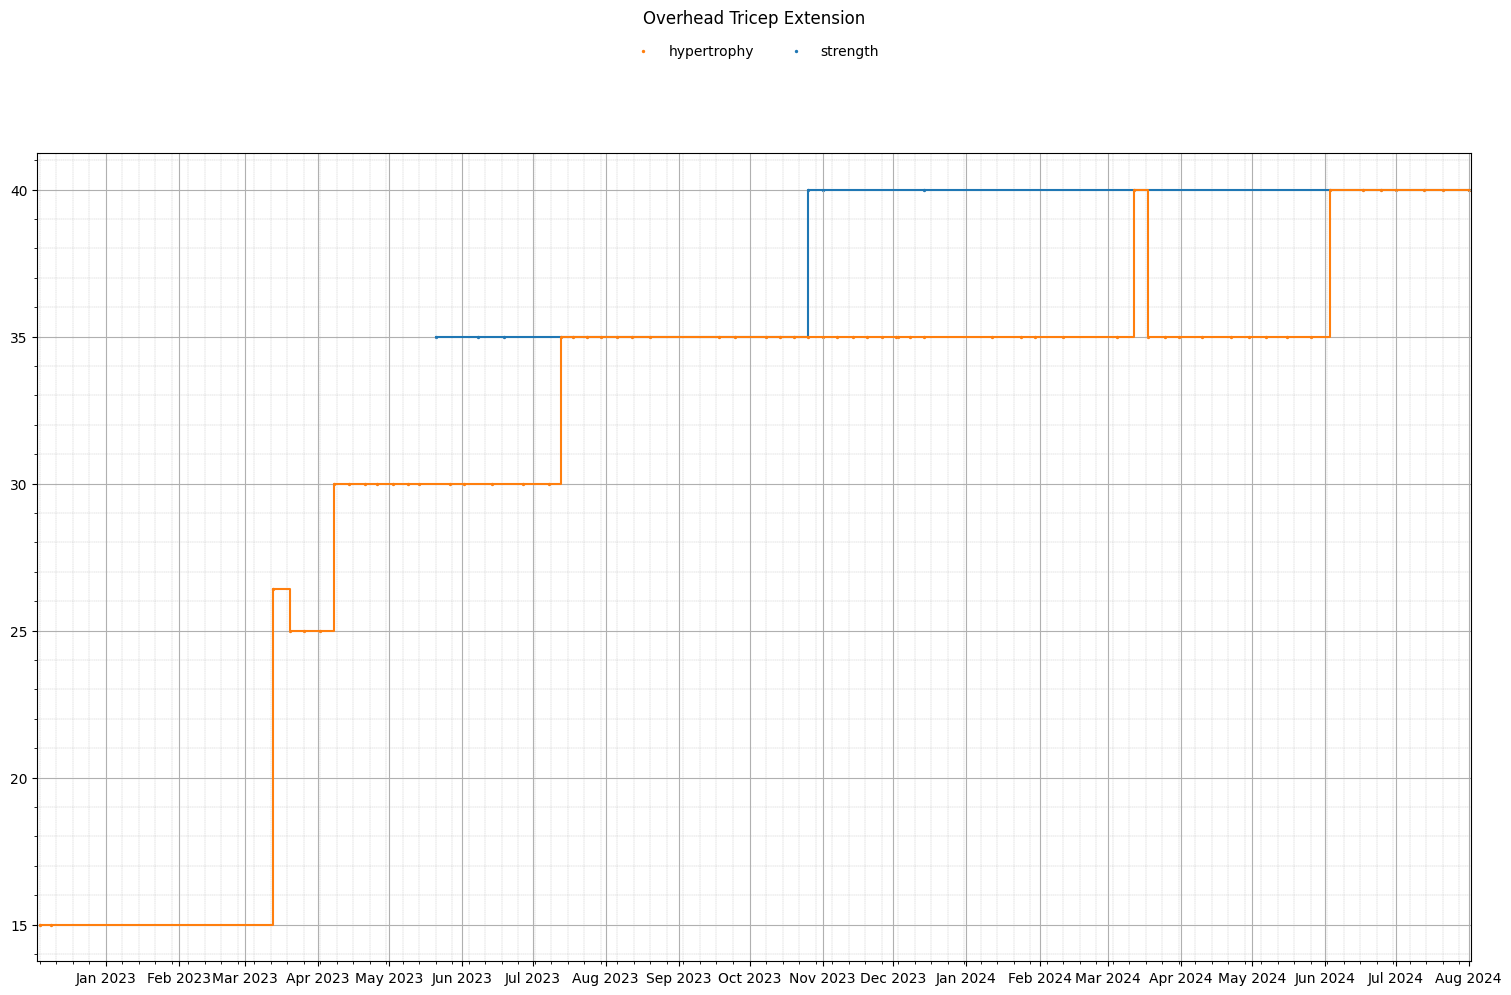 Overhead Tricep Extension
hypertrophy strength
40
35
30
25
20
15
Jan 2023 Feb 2023 Mar 2023 Apr 2023 May 2023 Jun 2023 Jul 2023 Aug 2023 Sep 2023 Oct 2023 Nov 2023 Dec 2023 Jan 2024 Feb 2024 Mar 2024 Apr 2024 May 2024 Jun 2024 Jul 2024 Aug 2024